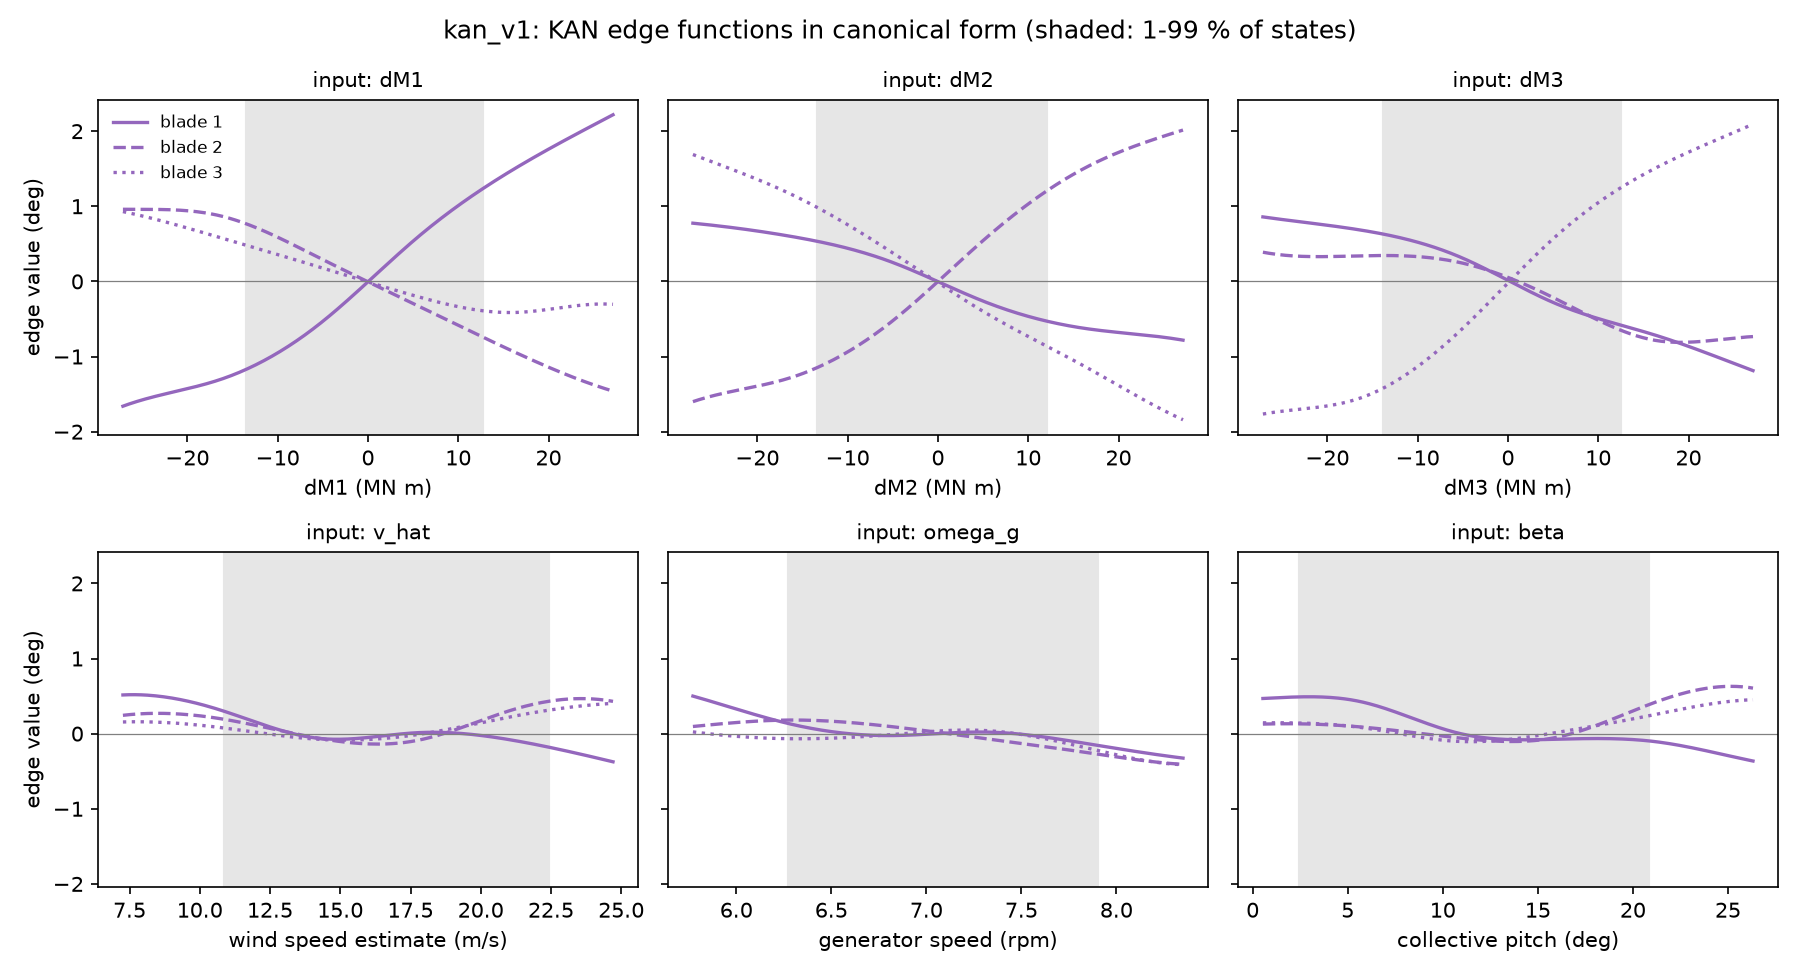 kan_v1: KAN edge functions in canonical form (shaded: 1-99 % of states)
input: dM1
input: dM2
input: dM3
blade 1
blade 2
blade 3
edge value (deg)
2
1
0
−1
−2
−20 −10 0 10 20
−20 −10 0 10 20
−20 −10 0 10 20
dM1 (MN m)
dM2 (MN m)
dM3 (MN m)
input: v_hat
input: omega_g
input: beta
edge value (deg)
2
1
0
−1
−2
7.5 10.0 12.5 15.0 17.5 20.0 22.5 25.0
6.0 6.5 7.0 7.5 8.0
0 5 10 15 20 25
wind speed estimate (m/s)
generator speed (rpm)
collective pitch (deg)